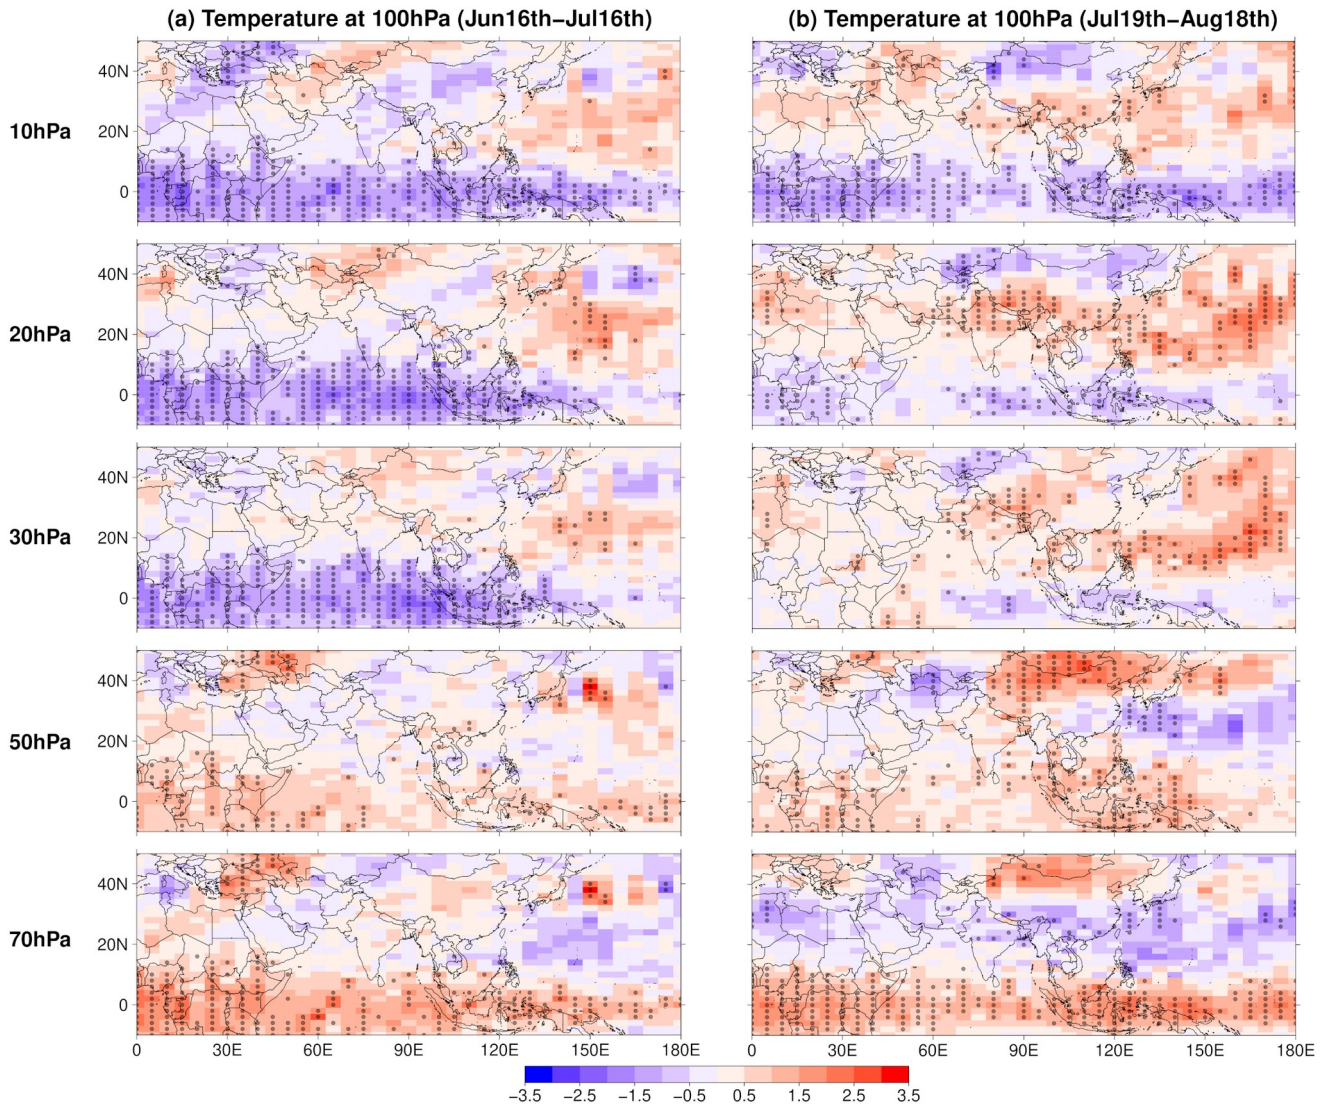 (a) Temperature at 100hPa (Jun16th−Jul16th) (b) Temperature at 100hPa (Jul19th−Aug18th)
40N
10hPa 20N
0
40N
20hPa 20N
0
40N
30hPa 20N
0
40N
50hPa 20N
0
40N
70hPa 20N
0
0 30E 60E 90E 120E 150E 180E 0 30E 60E 90E 120E 150E 180E
−3.5 −2.5 −1.5 −0.5 0.5 1.5 2.5 3.5